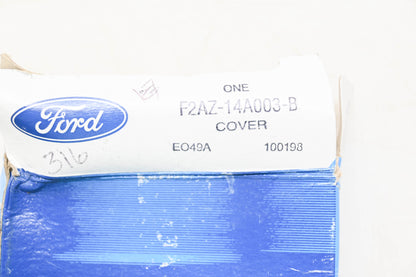 ONE
F2AZ-14A003-B
Ford
COVER
EO49A 100198
316